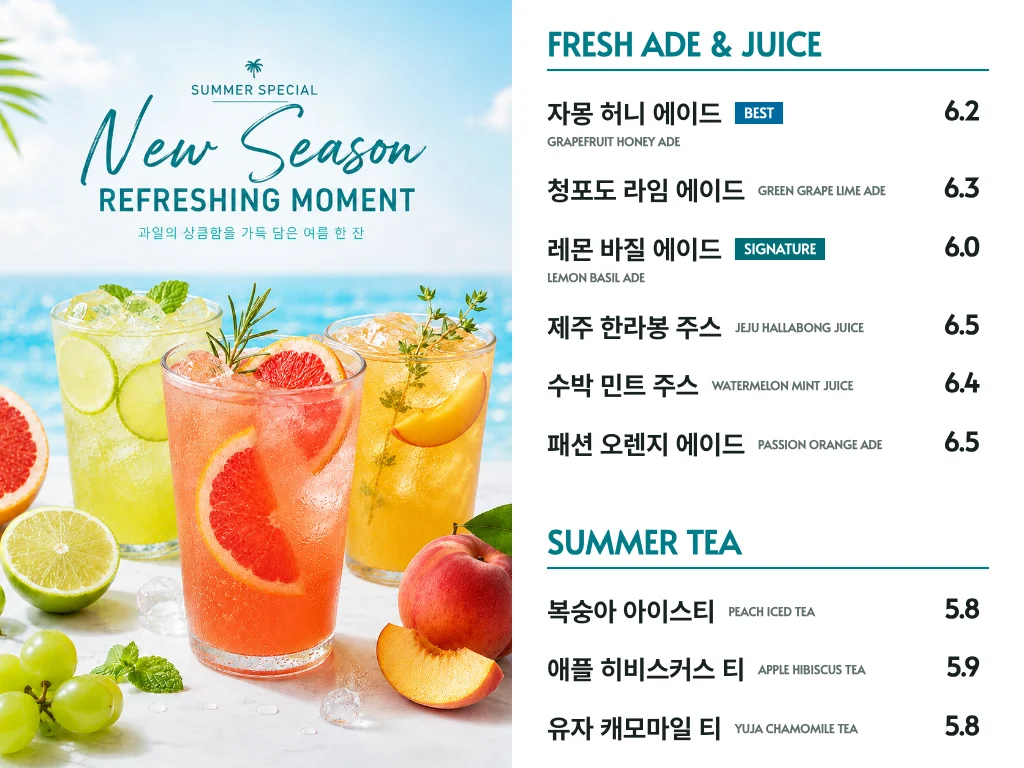 SUMMER SPECIAL
New Season
REFRESHING MOMENT
과일의 상큼함을 가득 담은 여름 한 잔
FRESH ADE & JUICE
자몽 허니 에이드 BEST 6.2
GRAPEFRUIT HONEY ADE
청포도 라임 에이드 GREEN GRAPE LIME ADE 6.3
레몬 바질 에이드 SIGNATURE 6.0
LEMON BASIL ADE
제주 한라봉 주스 JEJU HALLABONG JUICE 6.5
수박 민트 주스 WATERMELON MINT JUICE 6.4
패션 오렌지 에이드 PASSION ORANGE ADE 6.5
SUMMER TEA
복숭아 아이스티 PEACH ICED TEA 5.8
애플 히비스커스 티 APPLE HIBISCUS TEA 5.9
유자 캐모마일 티 YUJA CHAMOMILE TEA 5.8